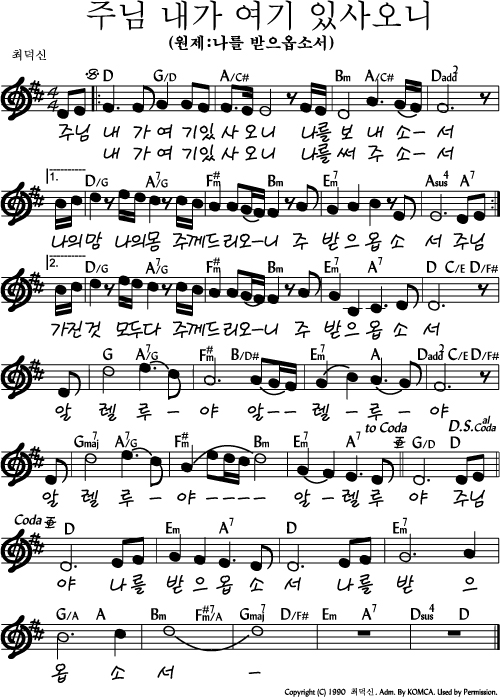 주님 내가 여기 있사오니
(원제:나를 받으옵소서)
최덕신
D G/D A/C# Bm A/C# Dadd2
주님 내 가 여 기있 사 오니 나를 보 내 소- 서
내 가 여 기있 사 오니 나를 써 주 소- 서
1. D/G A7/G F#m Bm Em7 Asus4 A7
나의맘 나의몸 주께드리오-니 주 받 으 옵 소 서 주님
2. D/G A7/G F#m Bm Em7 A7 D C/E D/F#
가진것 모두다 주께드리오-니 주 받 으 옵 소 서
G A7/G F#m B/D# Em7 A Dadd2 C/E D/F#
알 렐 루 - 야 알-- 렐 - 루 - 야
to Coda D.S. al Coda
Gmaj7 A7/G F#m Bm Em7 A7 G/D D
알 렐 루 - 야---- 알- 렐 루 야 주님
Coda D Em A7 D Em7
야 나를 받 으 옵 소 서 나를 받 으
G/A A Bm F#7m/A Gmaj7 D/F# Em A7 Dsus4 D
옵 소 서 -
Copyright (C) 1990 최덕신. Adm. By KOMCA. Used by Permission.